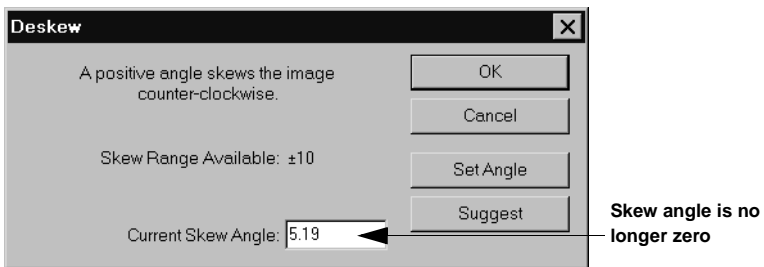 Deskew
A positive angle skews the image
counter-clockwise.
OK
Cancel
Skew Range Available: ±10
Set Angle
Suggest
Current Skew Angle: 5.19
Skew angle is no
longer zero